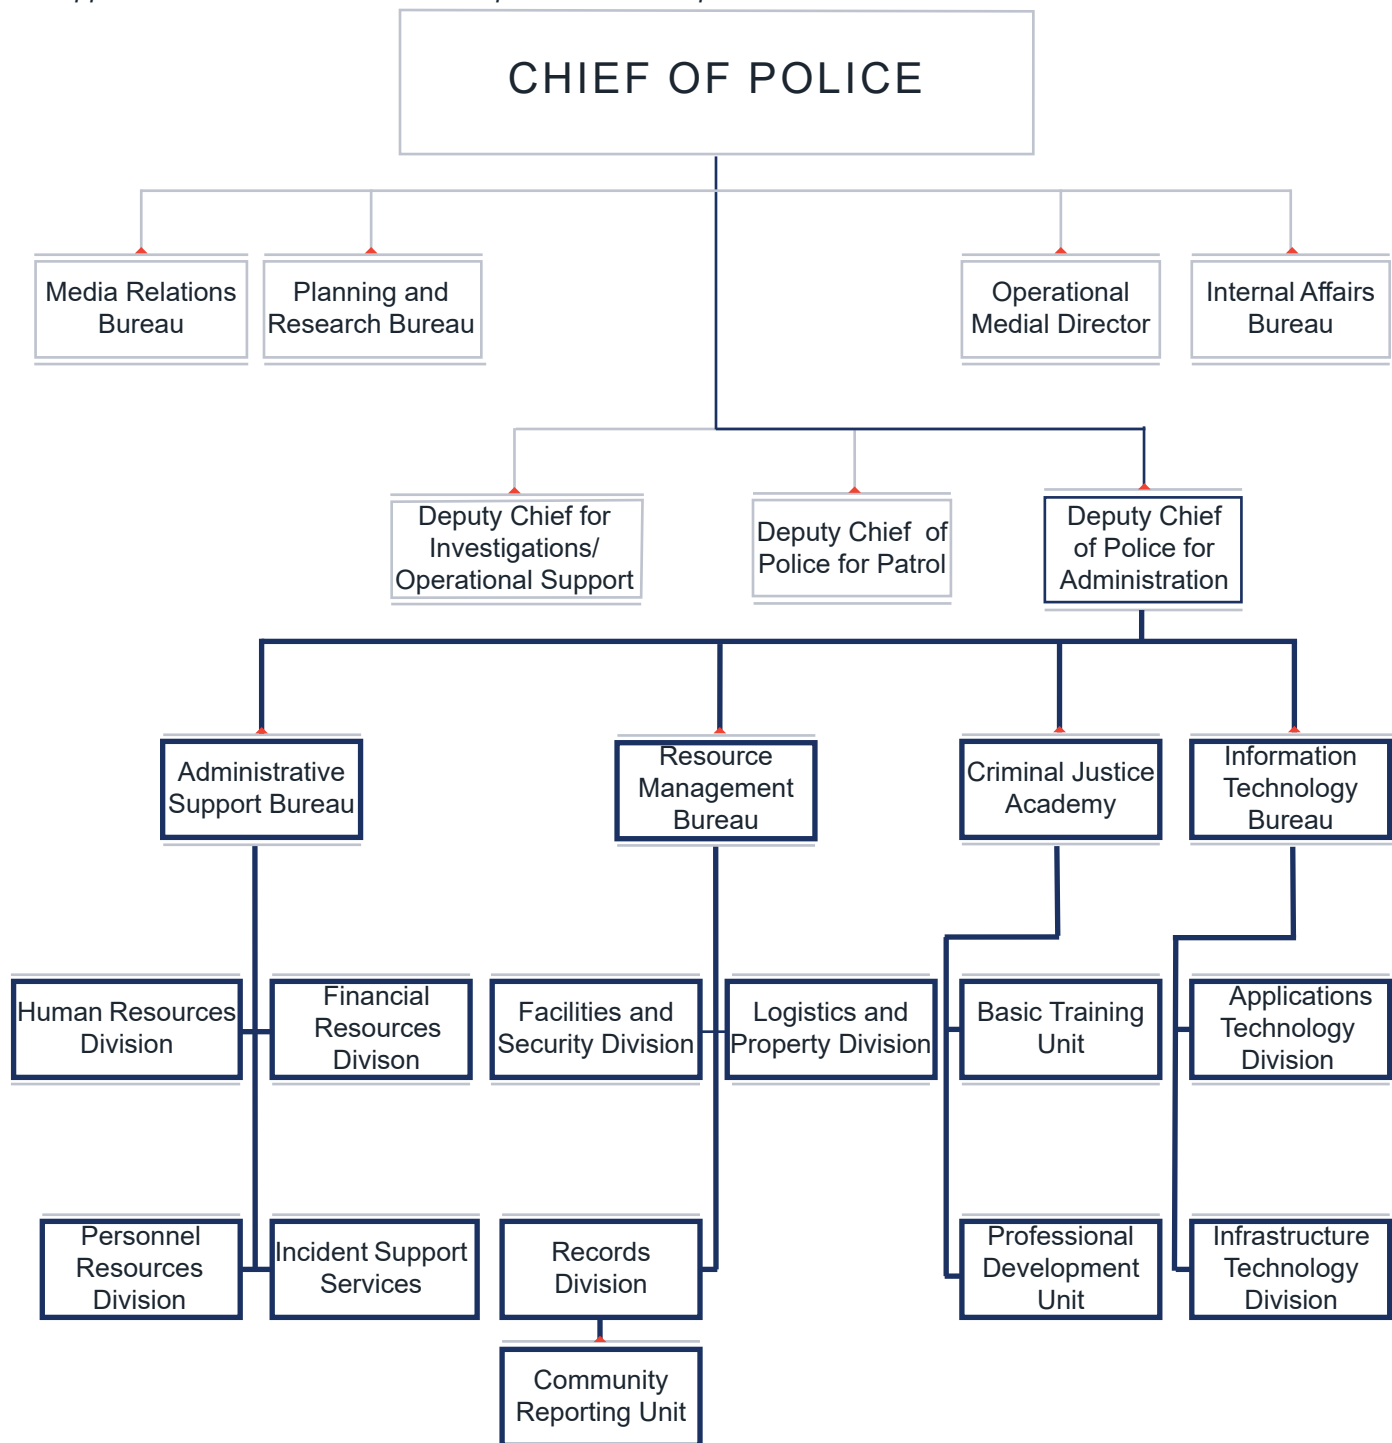 CHIEF OF POLICE
Media Relations
Bureau
Planning and
Research Bureau
Operational
Medial Director
Internal Affairs
Bureau
Deputy Chief for
Investigations/
Operational Support
Deputy Chief of
Police for Patrol
Deputy Chief
of Police for
Administration
Administrative
Support Bureau
Resource
Management
Bureau
Criminal Justice
Academy
Information
Technology
Bureau
Human Resources
Division
Financial
Resources
Divison
Facilities and
Security Division
Logistics and
Property Division
Basic Training
Unit
Applications
Technology
Division
Personnel
Resources
Division
Incident Support
Services
Records
Division
Professional
Development
Unit
Infrastructure
Technology
Division
Community
Reporting Unit